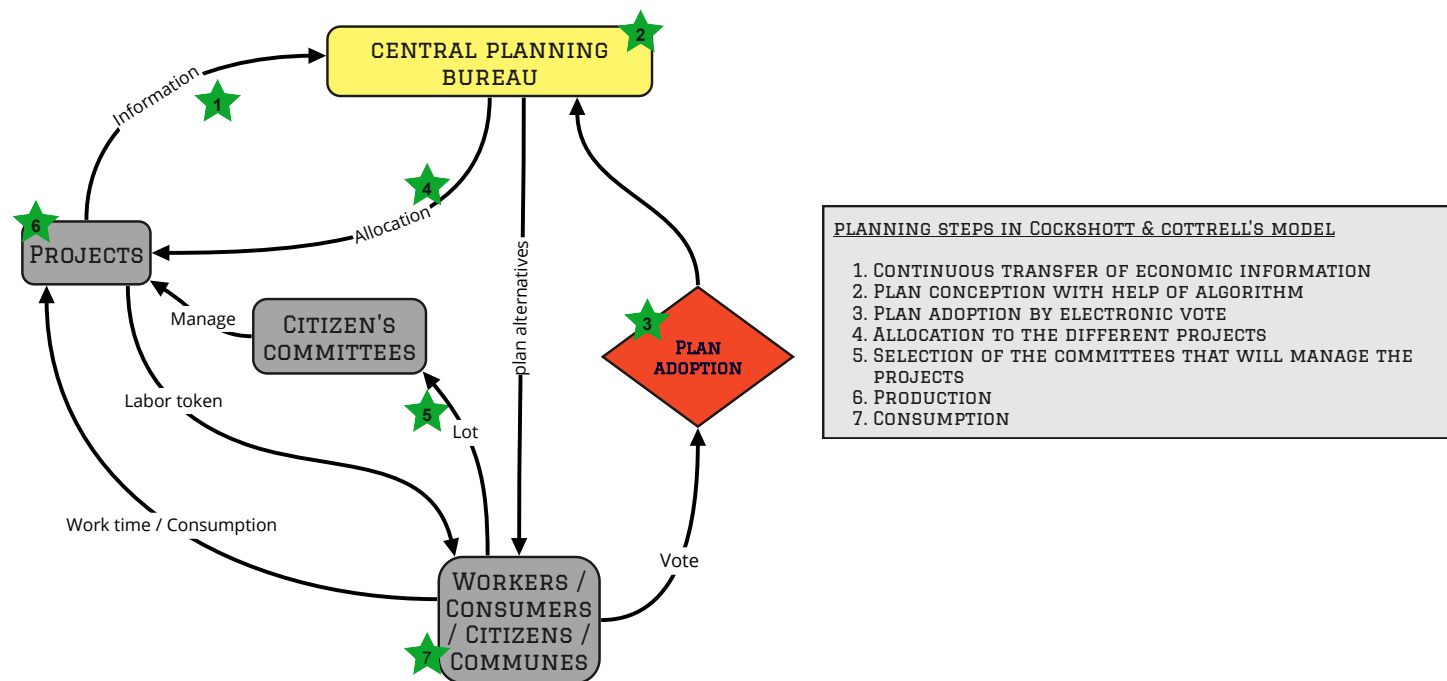 CENTRAL PLANNING
BUREAU
2
Information
1
4
Allocation
6
PROJECTS
Manage
CITIZEN'S
COMMITTEES
plan alternatives
3
PLAN
ADOPTION
Labor token
5
Lot
Work time / Consumption
Vote
WORKERS /
CONSUMERS
/ CITIZENS /
COMMUNES
7
PLANNING STEPS IN COCKSHOTT & COTTRELL'S MODEL
1. CONTINUOUS TRANSFER OF ECONOMIC INFORMATION
2. PLAN CONCEPTION WITH HELP OF ALGORITHM
3. PLAN ADOPTION BY ELECTRONIC VOTE
4. ALLOCATION TO THE DIFFERENT PROJECTS
5. SELECTION OF THE COMMITTEES THAT WILL MANAGE THE
PROJECTS
6. PRODUCTION
7. CONSUMPTION